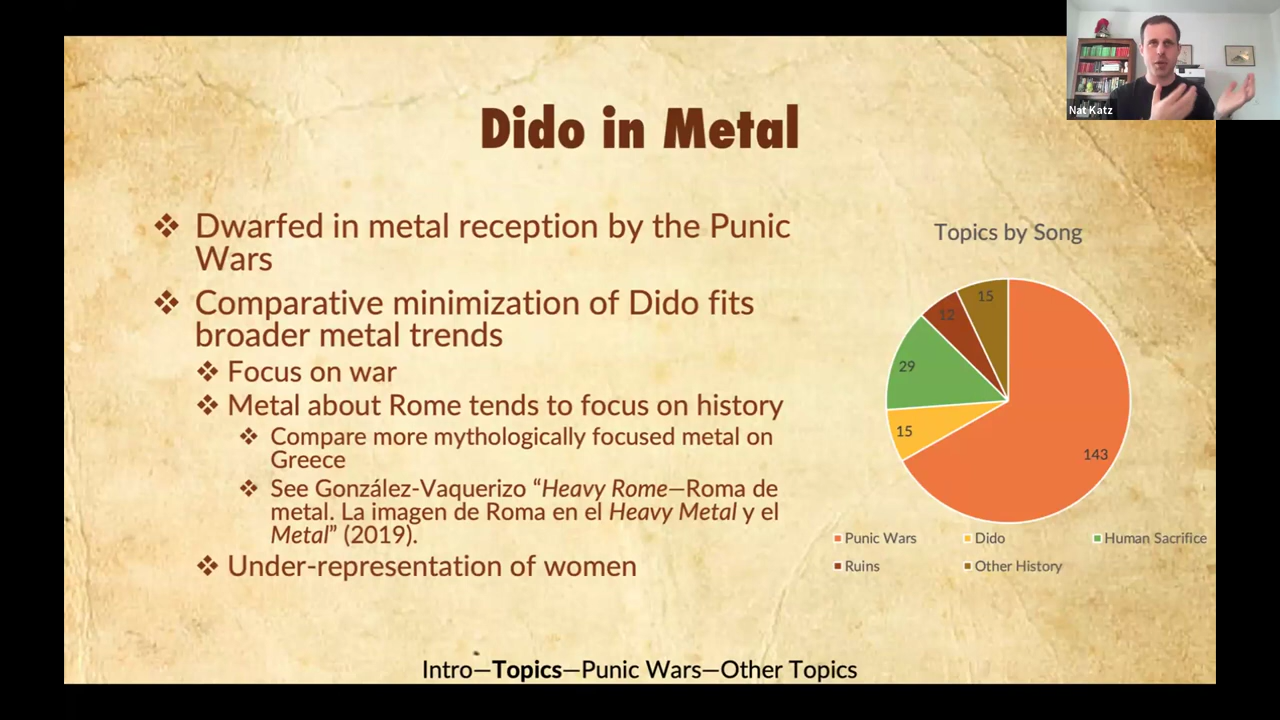 Nat Katz
Dido in Metal
❖ Dwarfed in metal reception by the Punic
Wars
❖ Comparative minimization of Dido fits
broader metal trends
❖ Focus on war
❖ Metal about Rome tends to focus on history
❖ Compare more mythologically focused metal on
Greece
❖ See González-Vaquerizo “Heavy Rome—Roma de
metal. La imagen de Roma en el Heavy Metal y el
Metal” (2019).
❖ Under-representation of women
Topics by Song
15
12
29
15
143
Punic Wars
Dido
Human Sacrifice
Ruins
Other History
Intro—Topics—Punic Wars—Other Topics